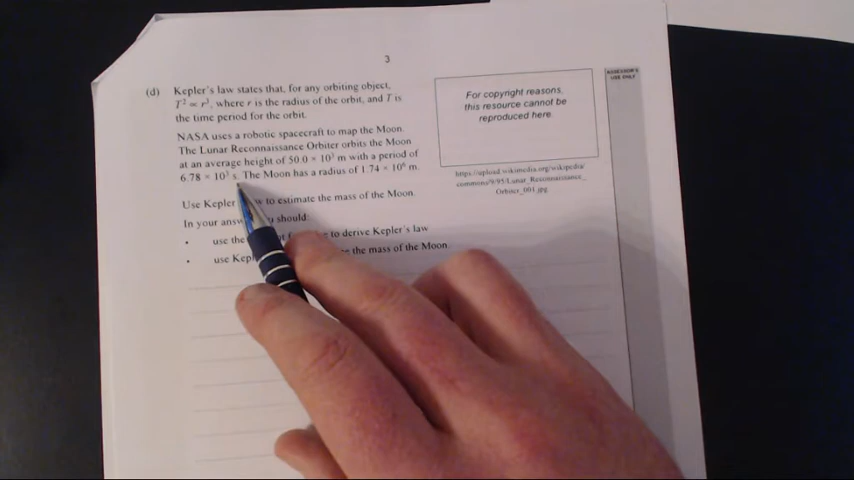 3
(d) Kepler's law states that, for any orbiting object,
T² ∝ r³, where r is the radius of the orbit, and T is
the time period for the orbit.
NASA uses a robotic spacecraft to map the Moon.
The Lunar Reconnaissance Orbiter orbits the Moon
at an average height of 50.0 × 10³ m with a period of
6.78 × 10³ s. The Moon has a radius of 1.74 × 10⁶ m.
Use Kepler to estimate the mass of the Moon.
In your should:
• use the to derive Kepler's law
• use the mass of the Moon.
For copyright reasons,
this resource cannot be
reproduced here.
https://upload.wikimedia.org/wikipedia/
commons/9/95/Lunar_Reconnaissance_
Orbiter_001.jpg
ASSESSOR'S
USE ONLY